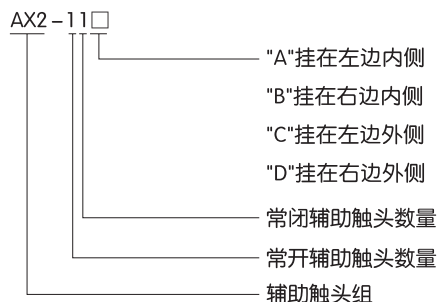 AX2-11□
"A"挂在左边内侧
"B"挂在右边内侧
"C"挂在左边外侧
"D"挂在右边外侧
常闭辅助触头数量
常开辅助触头数量
辅助触头组